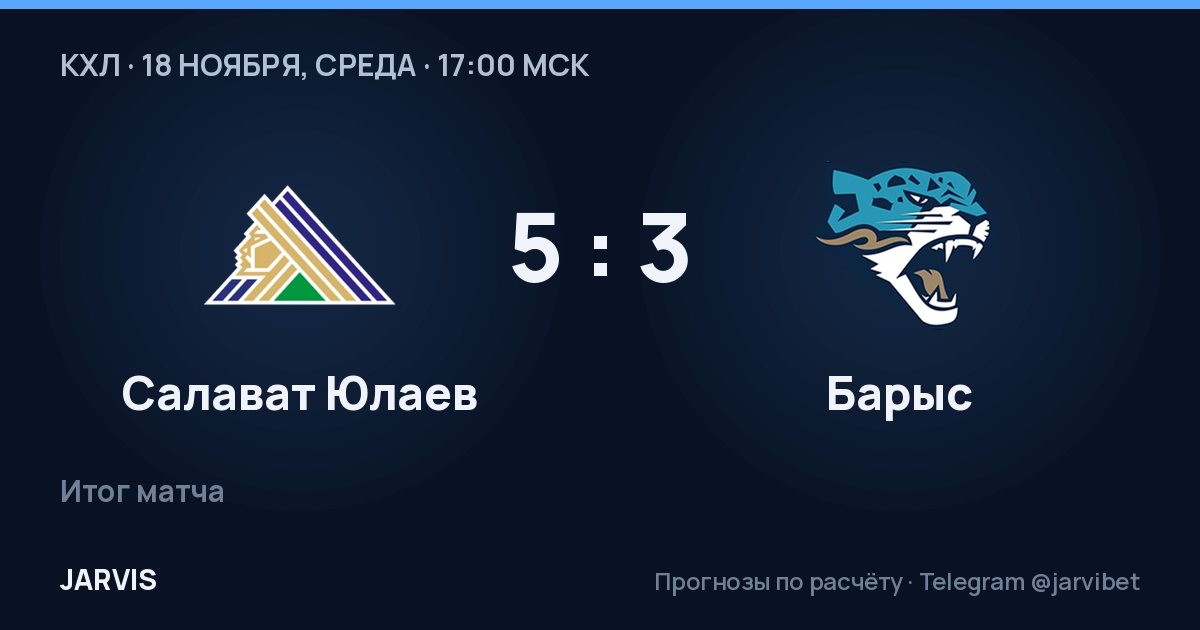 КХЛ · 18 НОЯБРЯ, СРЕДА · 17:00 МСК
5 : 3
Салават Юлаев
Барыс
Итог матча
JARVIS
Прогнозы по расчёту · Telegram @jarvibet